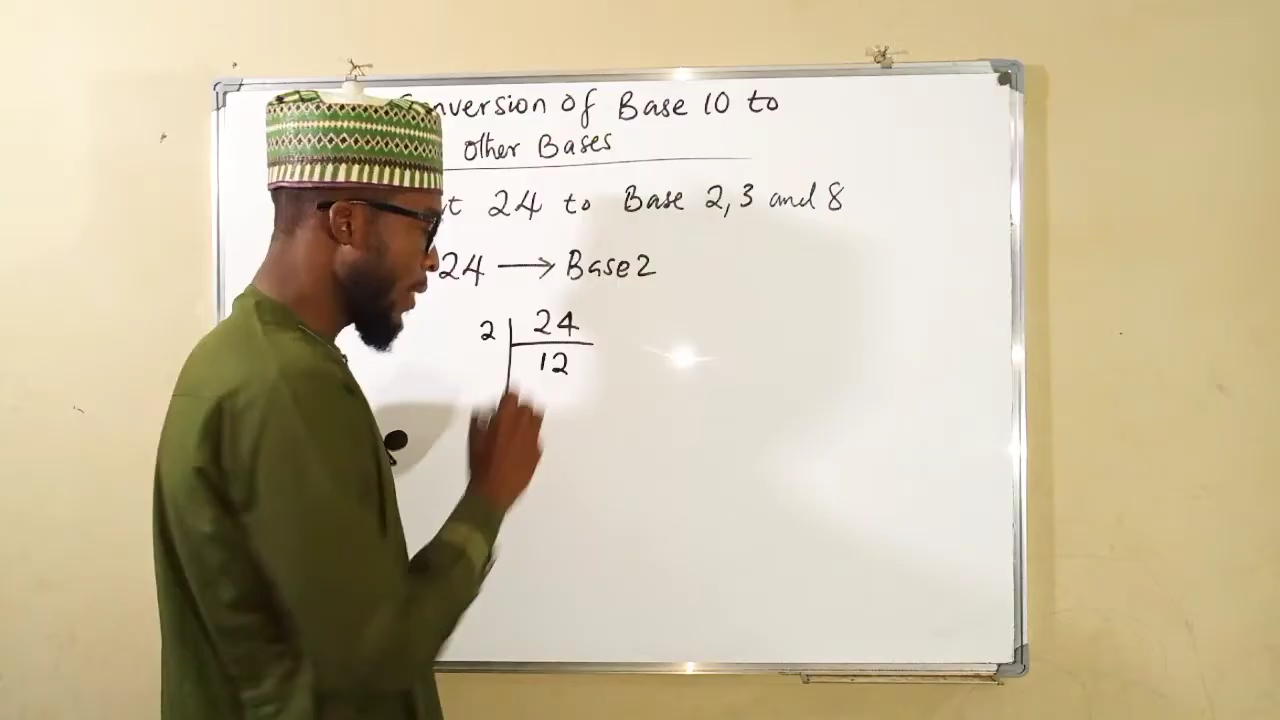 nversion of Base 10 to
other Bases
24 to Base 2, 3 and 8
24 → Base 2
2 | 24
12